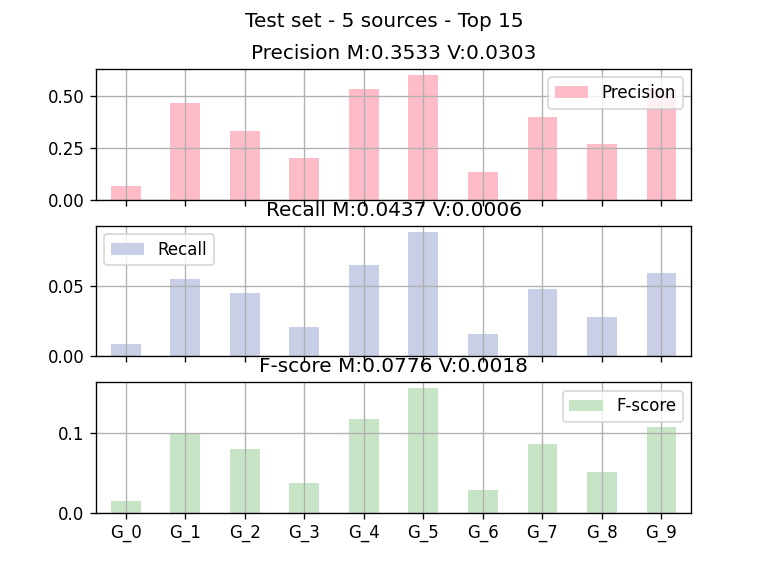 Test set - 5 sources - Top 15
Precision M:0.3533 V:0.0303
Precision
0.50
0.25
0.00
Recall M:0.0437 V:0.0006
Recall
0.05
0.00
F-score M:0.0776 V:0.0018
F-score
0.1
0.0
G_0 G_1 G_2 G_3 G_4 G_5 G_6 G_7 G_8 G_9